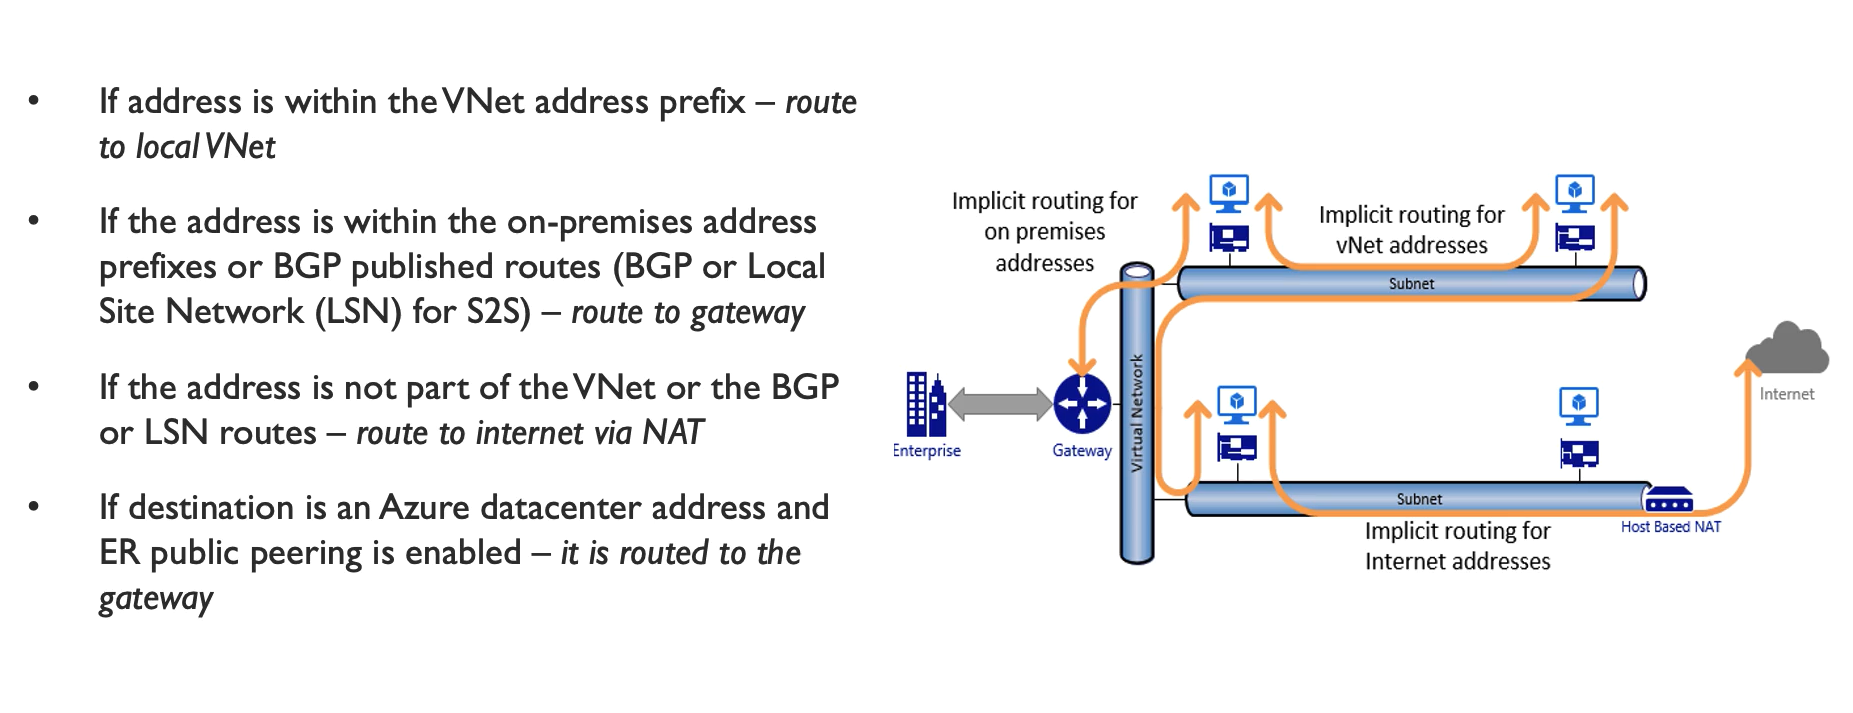 • If address is within the VNet address prefix – route
to local VNet
• If the address is within the on-premises address
prefixes or BGP published routes (BGP or Local
Site Network (LSN) for S2S) – route to gateway
• If the address is not part of the VNet or the BGP
or LSN routes – route to internet via NAT
• If destination is an Azure datacenter address and
ER public peering is enabled – it is routed to the
gateway
Implicit routing for
on premises
addresses
Implicit routing for
vNet addresses
Subnet
Virtual Network
Enterprise
Gateway
Internet
Subnet
Host Based NAT
Implicit routing for
Internet addresses